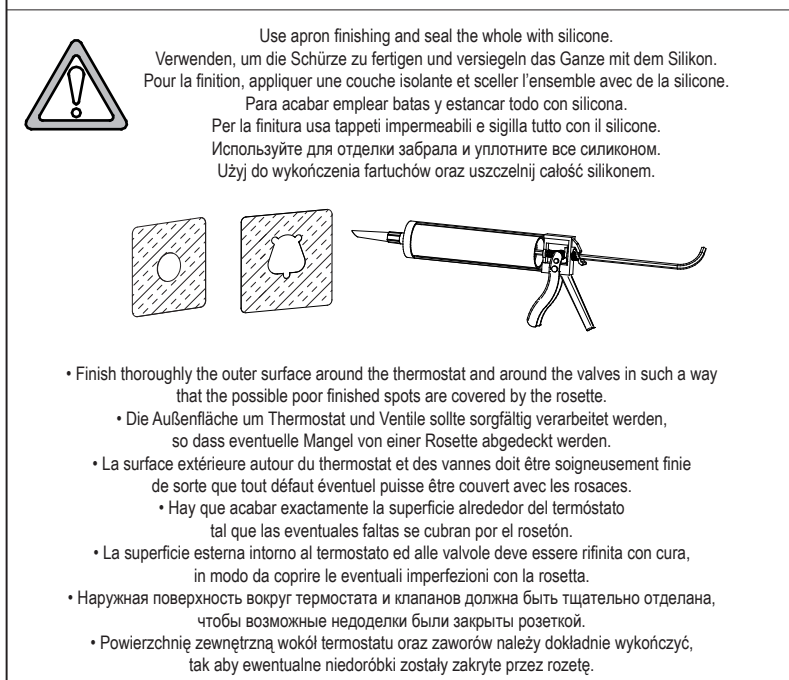 Use apron finishing and seal the whole with silicone.
Verwenden, um die Schürze zu fertigen und versiegeln das Ganze mit dem Silikon.
Pour la finition, appliquer une couche isolante et sceller l’ensemble avec de la silicone.
Para acabar emplear batas y estancar todo con silicona.
Per la finitura usa tappeti impermeabili e sigilla tutto con il silicone.
Используйте для отделки забрала и уплотните все силиконом.
Użyj do wykończenia fartuchów oraz uszczelnij całość silikonem.
• Finish thoroughly the outer surface around the thermostat and around the valves in such a way
that the possible poor finished spots are covered by the rosette.
• Die Außenfläche um Thermostat und Ventile sollte sorgfältig verarbeitet werden,
so dass eventuelle Mangel von einer Rosette abgedeckt werden.
• La surface extérieure autour du thermostat et des vannes doit être soigneusement finie
de sorte que tout défaut éventuel puisse être couvert avec les rosaces.
• Hay que acabar exactamente la superficie alrededor del termóstato
tal que las eventuales faltas se cubran por el rosetón.
• La superficie esterna intorno al termostato ed alle valvole deve essere rifinita con cura,
in modo da coprire le eventuali imperfezioni con la rosetta.
• Наружная поверхность вокруг термостата и клапанов должна быть тщательно отделана,
чтобы возможные недоделки были закрыты розеткой.
• Powierzchnię zewnętrzną wokół termostatu oraz zaworów należy dokładnie wykończyć,
tak aby ewentualne niedoróbki zostały zakryte przez rozetę.